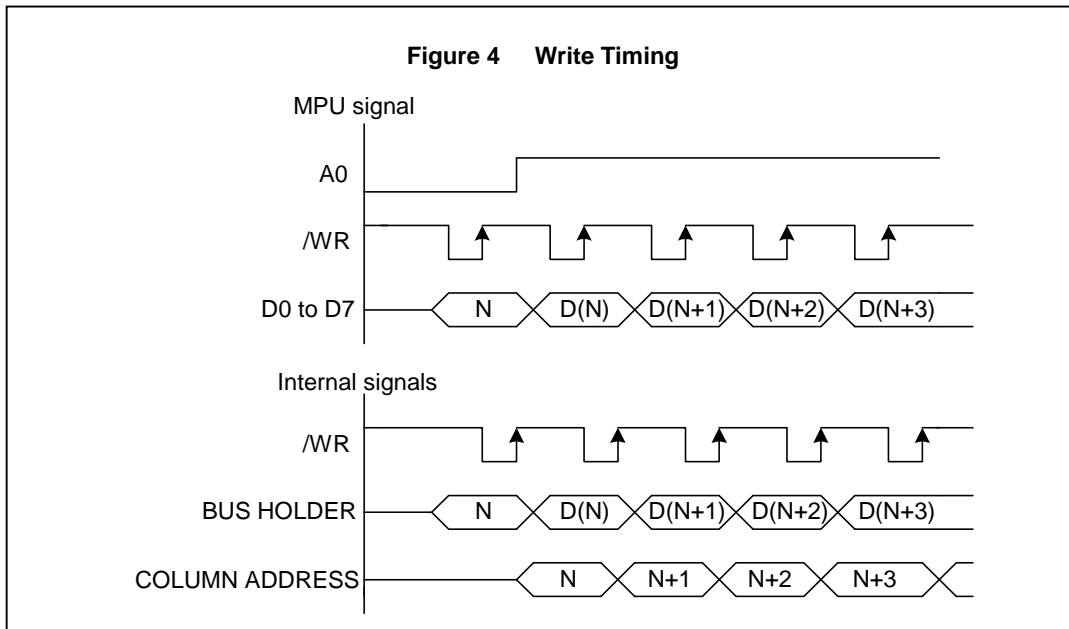 Figure 4 Write Timing
MPU signal
A0
/WR
D0 to D7 N D(N) D(N+1) D(N+2) D(N+3)
Internal signals
/WR
BUS HOLDER N D(N) D(N+1) D(N+2) D(N+3)
COLUMN ADDRESS N N+1 N+2 N+3